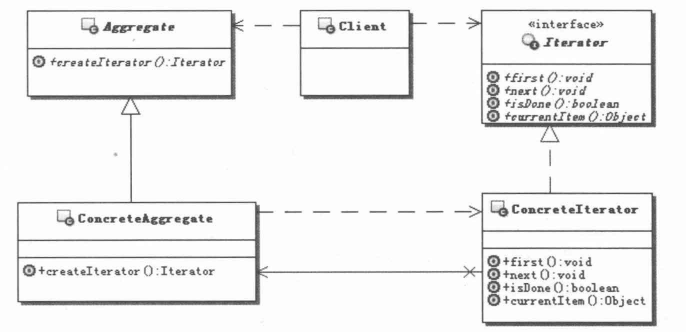 Aggregate
+createIterator():Iterator
Client
«interface»
Iterator
+first():void
+next():void
+isDone():boolean
+currentItem():Object
ConcreteAggregate
+createIterator():Iterator
ConcreteIterator
+first():void
+next():void
+isDone():boolean
+currentItem():Object